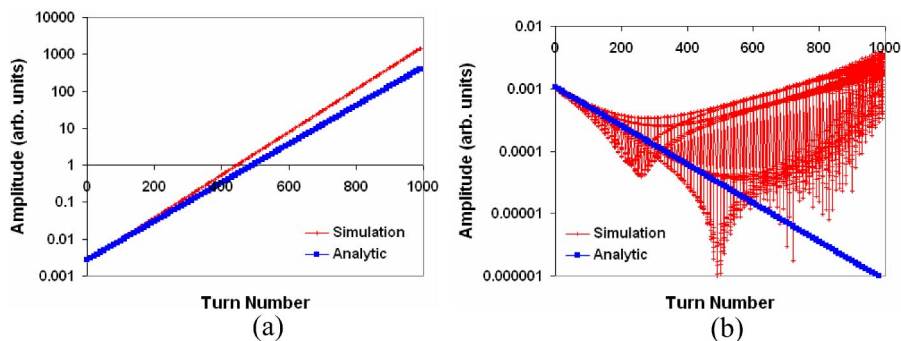 10000
1000
100
10
1
0.1
0.01
0.001
Amplitude (arb. units)
0 200 400 600 800 1000
Simulation
Analytic
Turn Number
(a)
0.01
0.001
0.0001
0.00001
0.000001
Amplitude (arb. units)
0 200 400 600 800 1000
Simulation
Analytic
Turn Number
(b)